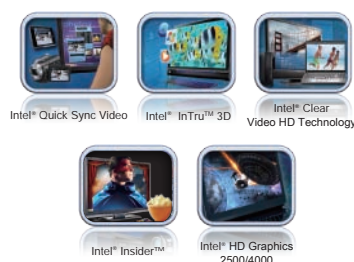 Intel® Quick Sync Video
Intel® InTru™ 3D
Intel® Clear
Video HD Technology
Intel® Insider™
Intel® HD Graphics
2500/4000